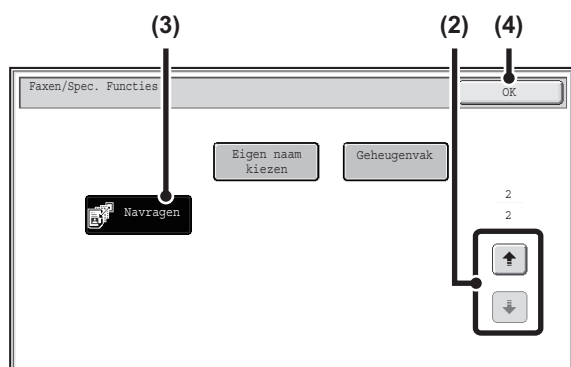 (3) (2) (4)
Faxen/Spec. Functies
OK
Eigen naam
kiezen
Geheugenvak
Navragen
2
2